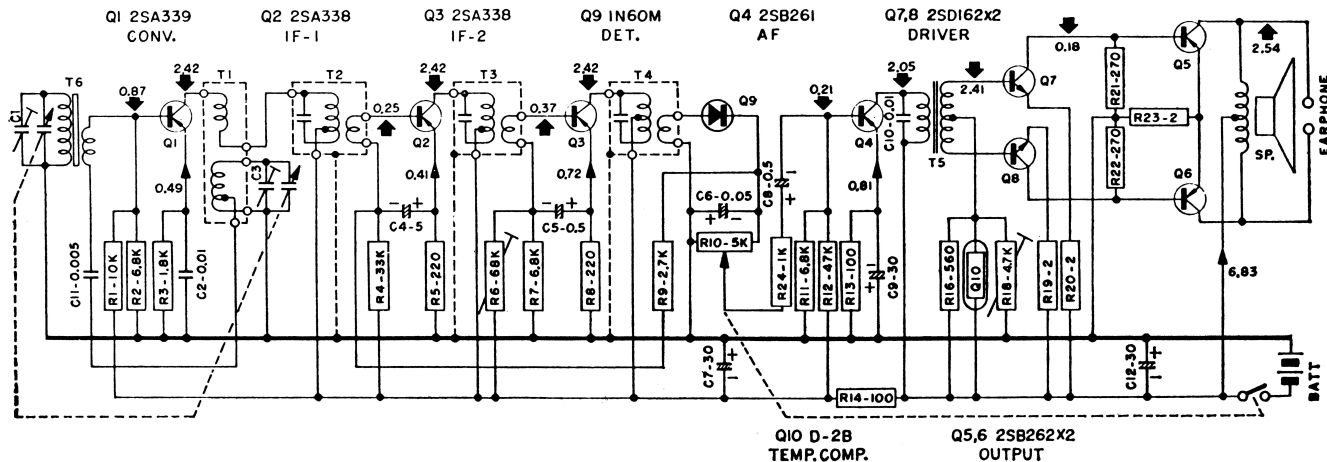 Q1 2SA339
CONV.
Q2 2SA338
IF-1
Q3 2SA338
IF-2
Q9 IN60M
DET.
Q4 2SB261
AF
Q7,8 2SD162X2
DRIVER
T6
2.42
T1
T2
2.42
T3
2.42
T4
2.05
0.18
2.54
0.87
0.25
0.37
0.21
2.41
C1
Q1
Q2
Q3
Q9
Q4
C10-0.01
T5
Q7
Q8
Q5
Q6
R21-270
R22-270
R23-2
SP.
EARPHONE
C3
0.49
0.41
0.72
0.81
C4-5
C5-0.5
C6-0.05
C8-0.5
R10-5K
C11-0.005
R1-10K
R2-6.8K
R3-1.8K
C2-0.01
R4-33K
R5-220
R6-68K
R7-6.8K
R8-220
R9-2.7K
R24-1K
R11-6.8K
R12-47K
R13-100
C9-30
R16-560
Q10
R18-4.7K
R19-2
R20-2
6.83
C7-30
C12-30
BATT
R14-100
Q10 D-2B
TEMP. COMP.
Q5,6 2SB262X2
OUTPUT